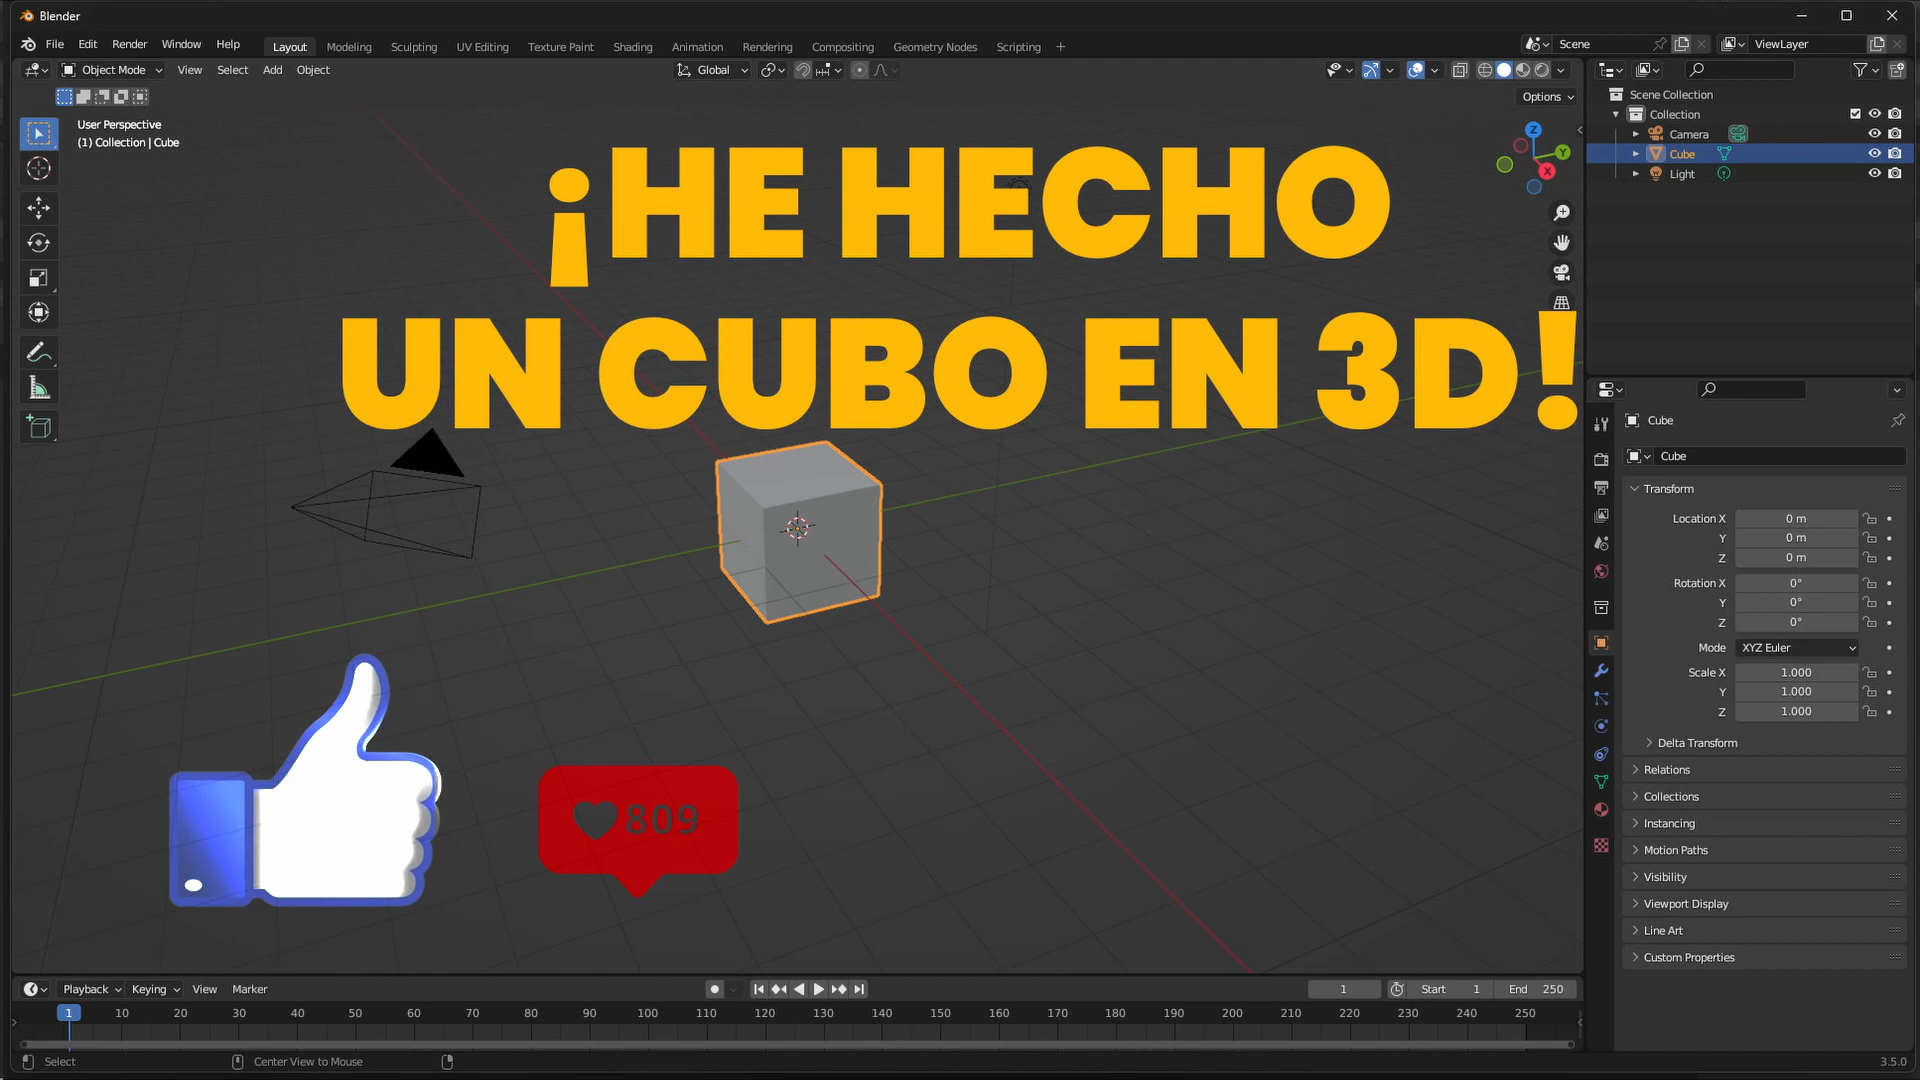 Blender
File Edit Render Window Help Layout Modeling Sculpting UV Editing Texture Paint Shading Animation Rendering Compositing Geometry Nodes Scripting + Scene ViewLayer
Object Mode View Select Add Object Global
Options
User Perspective
(1) Collection | Cube
Z
Y
X
¡HE HECHO
UN CUBO EN 3D!
809
Scene Collection
Collection
Camera
Cube
Light
Cube
Cube
Transform
Location X 0 m
Y 0 m
Z 0 m
Rotation X 0°
Y 0°
Z 0°
Mode XYZ Euler
Scale X 1.000
Y 1.000
Z 1.000
Delta Transform
Relations
Collections
Instancing
Motion Paths
Visibility
Viewport Display
Line Art
Custom Properties
Playback Keying View Marker 1 Start 1 End 250
1 10 20 30 40 50 60 70 80 90 100 110 120 130 140 150 160 170 180 190 200 210 220 230 240 250
Select Center View to Mouse 3.5.0